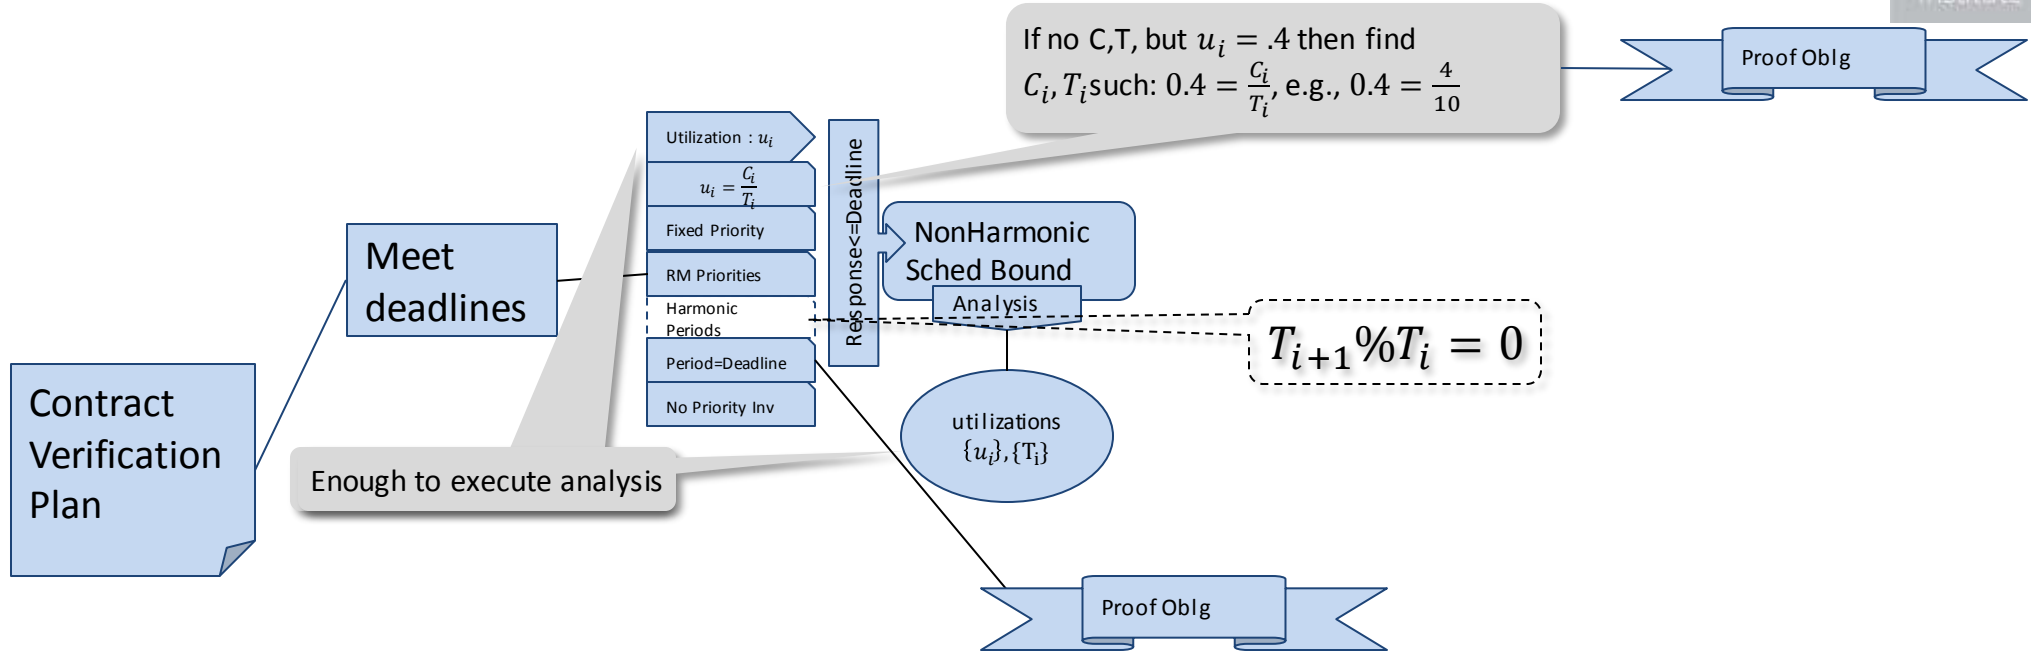 If no C,T, but u_i = .4 then find
C_i, T_i such: 0.4 = C_i/T_i, e.g., 0.4 = 4/10
Proof Oblg
Utilization : u_i
u_i = C_i/T_i
Fixed Priority
RM Priorities
Harmonic
Periods
Period=Deadline
No Priority Inv
Response<=Deadline
NonHarmonic
Sched Bound
Analysis
Meet
deadlines
T_{i+1}%T_i = 0
Contract
Verification
Plan
utilizations
{u_i},{T_i}
Enough to execute analysis
Proof Oblg